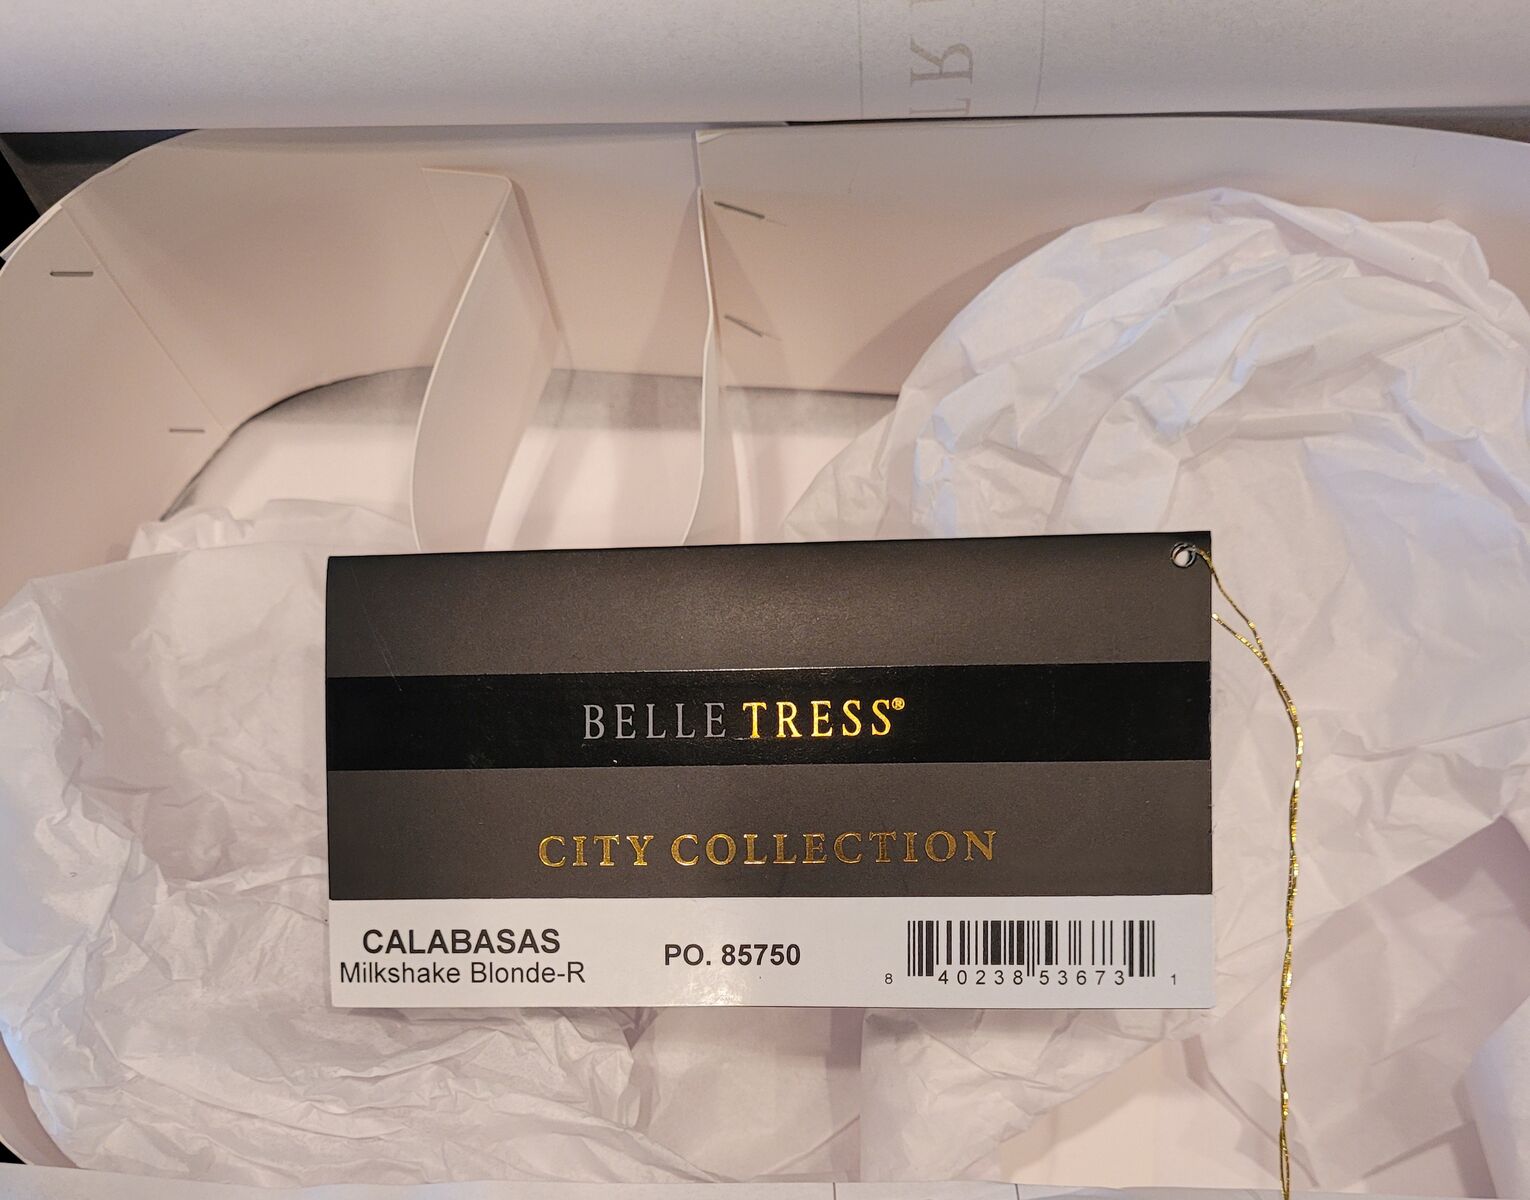 BELLE TRESS®
CITY COLLECTION
CALABASAS
Milkshake Blonde-R
PO. 85750
8 40238 53673 1